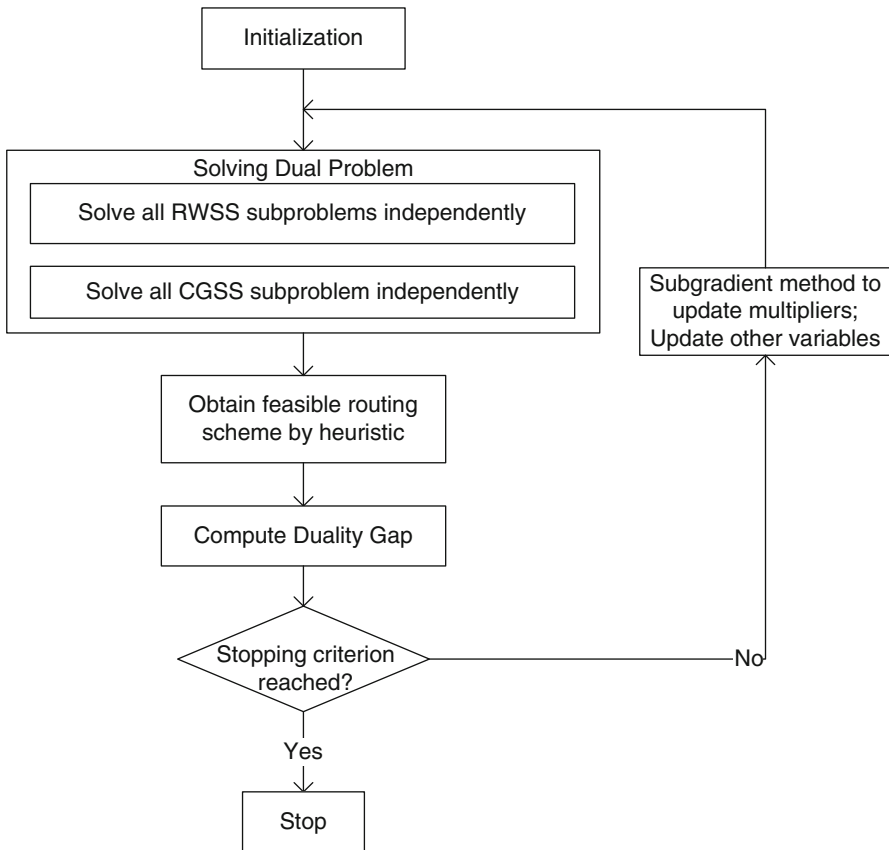 Initialization
Solving Dual Problem
Solve all RWSS subproblems independently
Solve all CGSS subproblem independently
Subgradient method to
update multipliers;
Update other variables
Obtain feasible routing
scheme by heuristic
Compute Duality Gap
Stopping criterion
reached?
No
Yes
Stop